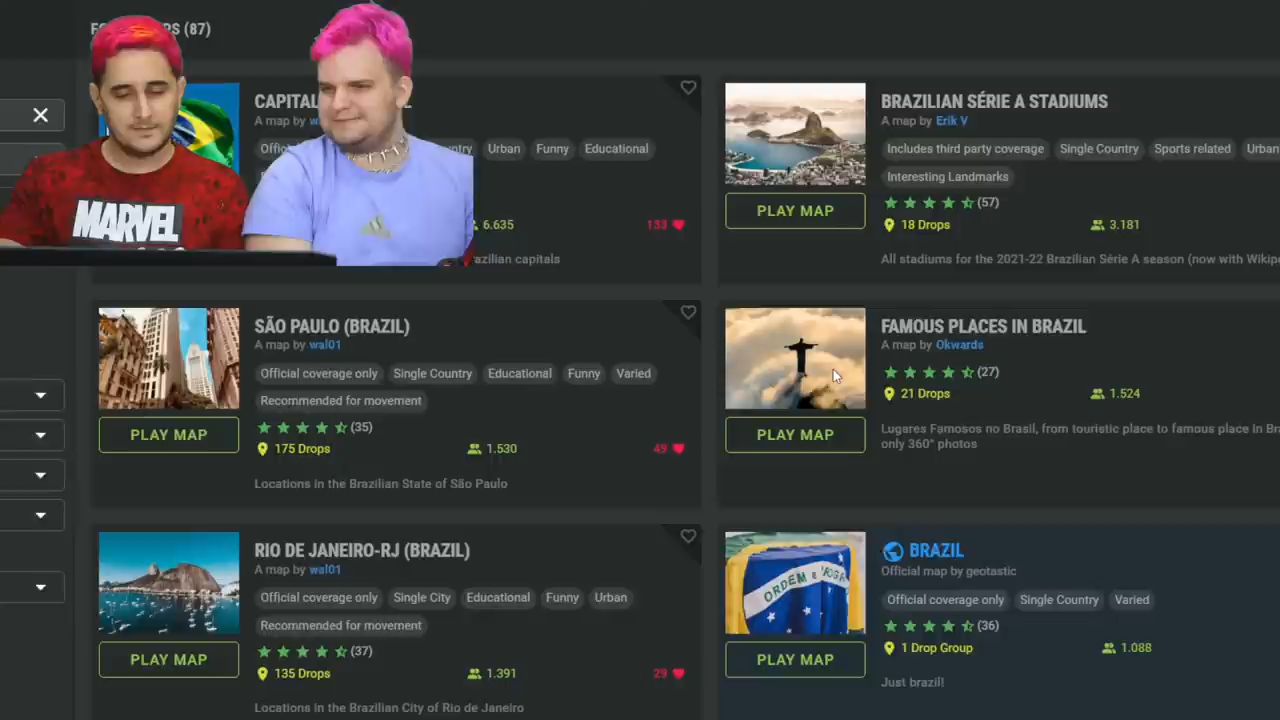 (87)
CAPITAL
A map by
Urban Funny Educational
6.635 133
azilian capitals
MARVEL
BRAZILIAN SÉRIE A STADIUMS
A map by Erik V
Includes third party coverage Single Country Sports related Urban
Interesting Landmarks
(57)
PLAY MAP
18 Drops 3.181
All stadiums for the 2021-22 Brazilian Série A season (now with Wikip
SÃO PAULO (BRAZIL)
A map by wal01
Official coverage only Single Country Educational Funny Varied
Recommended for movement
(35)
PLAY MAP
175 Drops 1.530 49
Locations in the Brazilian State of São Paulo
FAMOUS PLACES IN BRAZIL
A map by Okwards
(27)
21 Drops 1.524
PLAY MAP
Lugares Famosos no Brasil, from touristic place to famous place in Br
only 360° photos
RIO DE JANEIRO-RJ (BRAZIL)
A map by wal01
Official coverage only Single City Educational Funny Urban
Recommended for movement
(37)
PLAY MAP
135 Drops 1.391 29
Locations in the Brazilian City of Rio de Janeiro
BRAZIL
Official map by geotastic
Official coverage only Single Country Varied
ORDEM E PROGR
(36)
PLAY MAP
1 Drop Group 1.088
Just brazil!